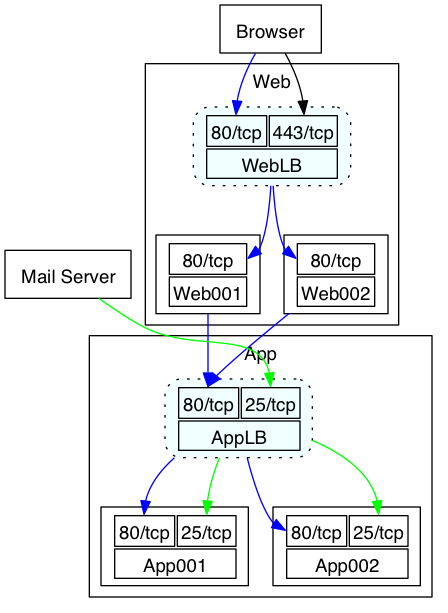 Browser
Web
80/tcp 443/tcp
WebLB
80/tcp 80/tcp
Web001 Web002
Mail Server
App
80/tcp 25/tcp
AppLB
80/tcp 25/tcp 80/tcp 25/tcp
App001 App002